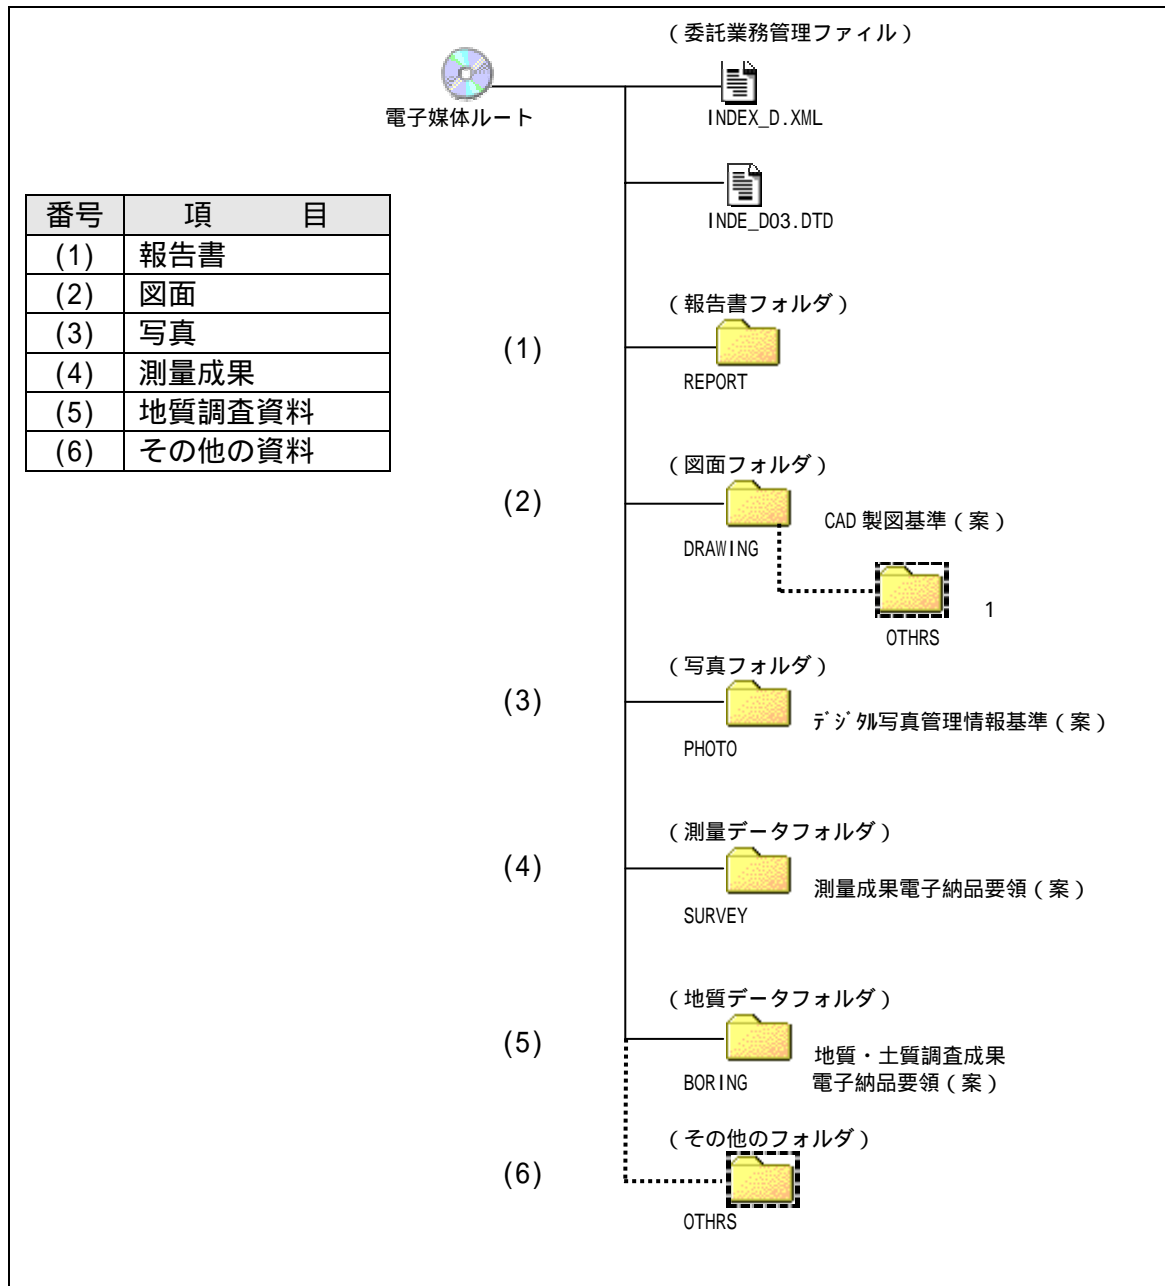 (委託業務管理ファィル)
電子媒体ルート
INDEX_D.XML
INDE_D03.DTD
番号 項 目
(1) 報告書
(2) 図面
(3) 写真
(4) 測量成果
(5) 地質調査資料
(6) その他の資料
(報告書フォルダ)
(1)
REPORT
(図面フォルダ)
(2)
CAD 製図基準(案)
DRAWING
1
OTHRS
(写真フォルダ)
(3)
デジタル写真管理情報基準(案)
PHOTO
(測量データフォルダ)
(4)
測量成果電子納品要領(案)
SURVEY
(地質データフォルダ)
(5)
地質・土質調査成果
電子納品要領(案)
BORING
(その他のフォルダ)
(6)
OTHRS